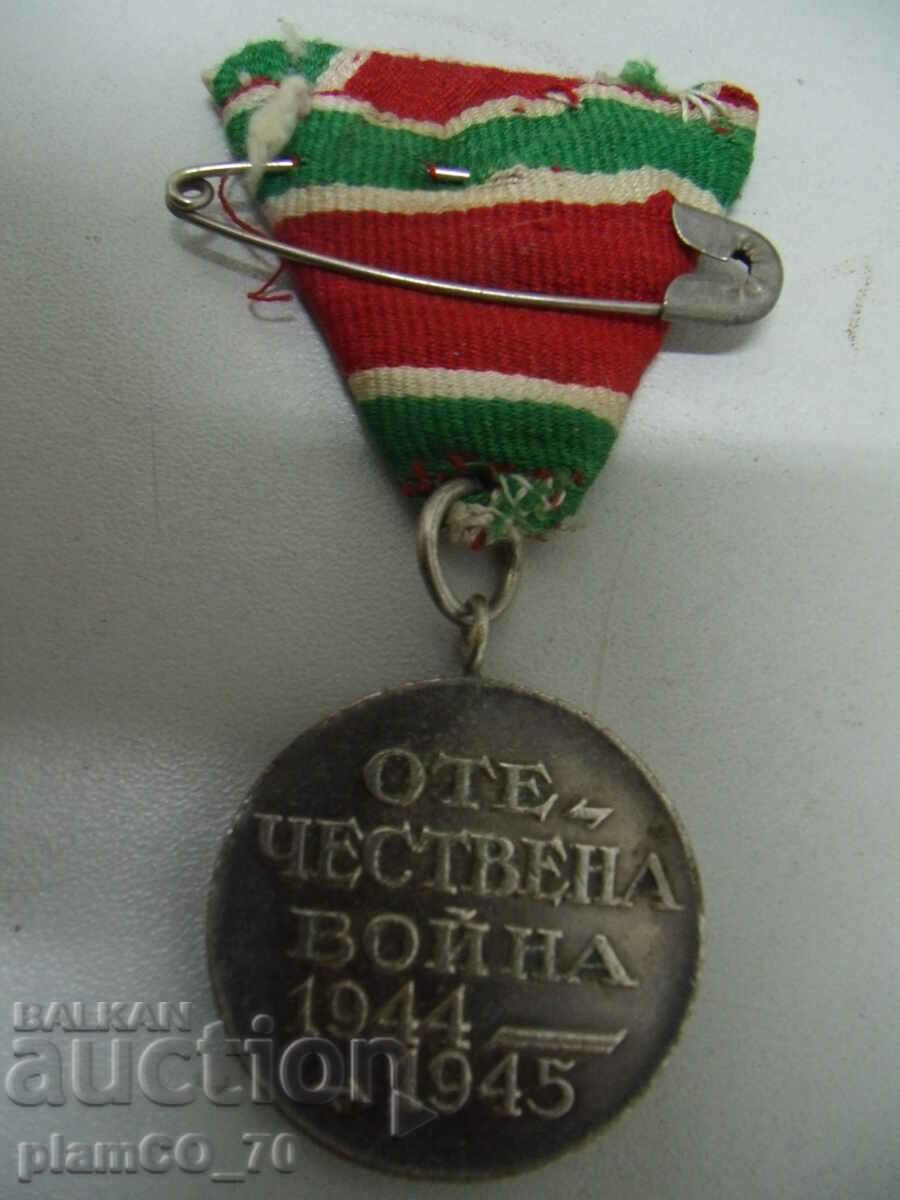 ОТЕ-
ЧЕСТВЕНА
ВОЙНА
1944 —
1945
BALKAN
auction
plamCO_70